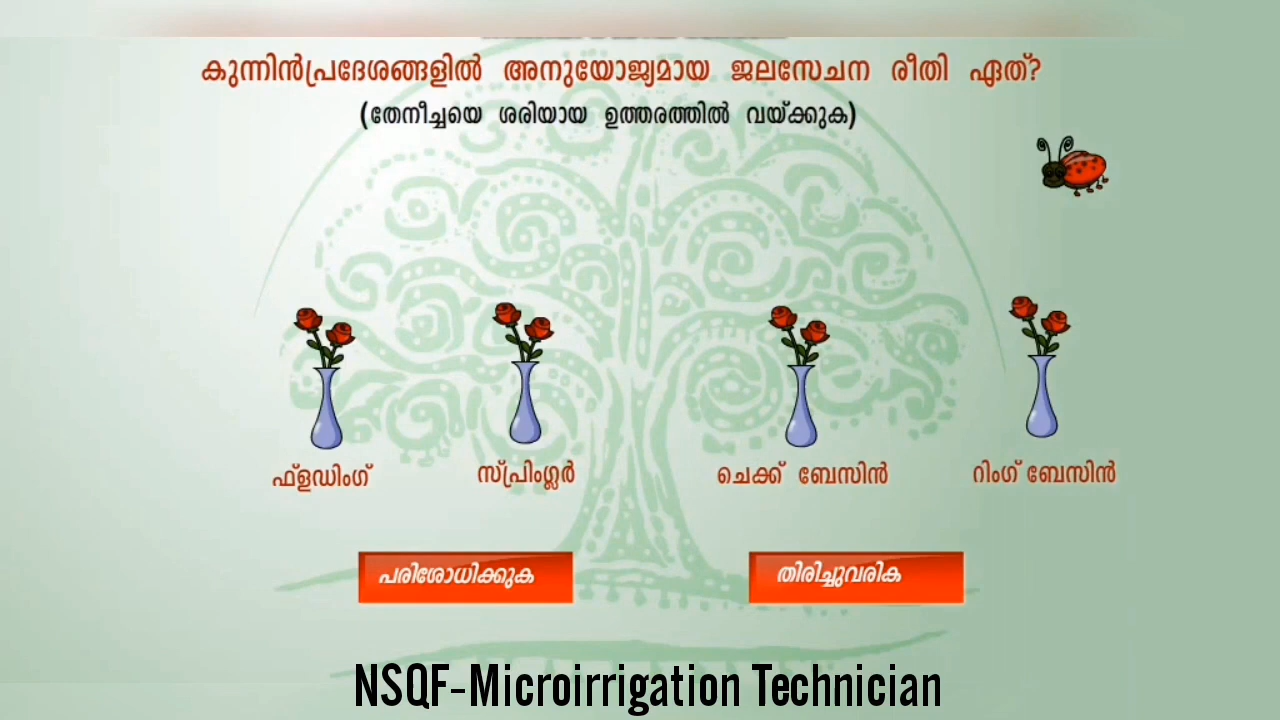 കുന്നിൻപ്രദേശങ്ങളിൽ അനുയോജ്യമായ ജലസേചന രീതി ഏത്?
(തേനീച്ചയെ ശരിയായ ഉത്തരത്തിൽ വയ്ക്കുക)
ഫ്ളഡിംഗ് സ്പ്രിംഗ്ലർ ചെക്ക് ബേസിൻ റിംഗ് ബേസിൻ
പരിശോധിക്കുക തിരിച്ചുവരിക
NSQF-Microirrigation Technician